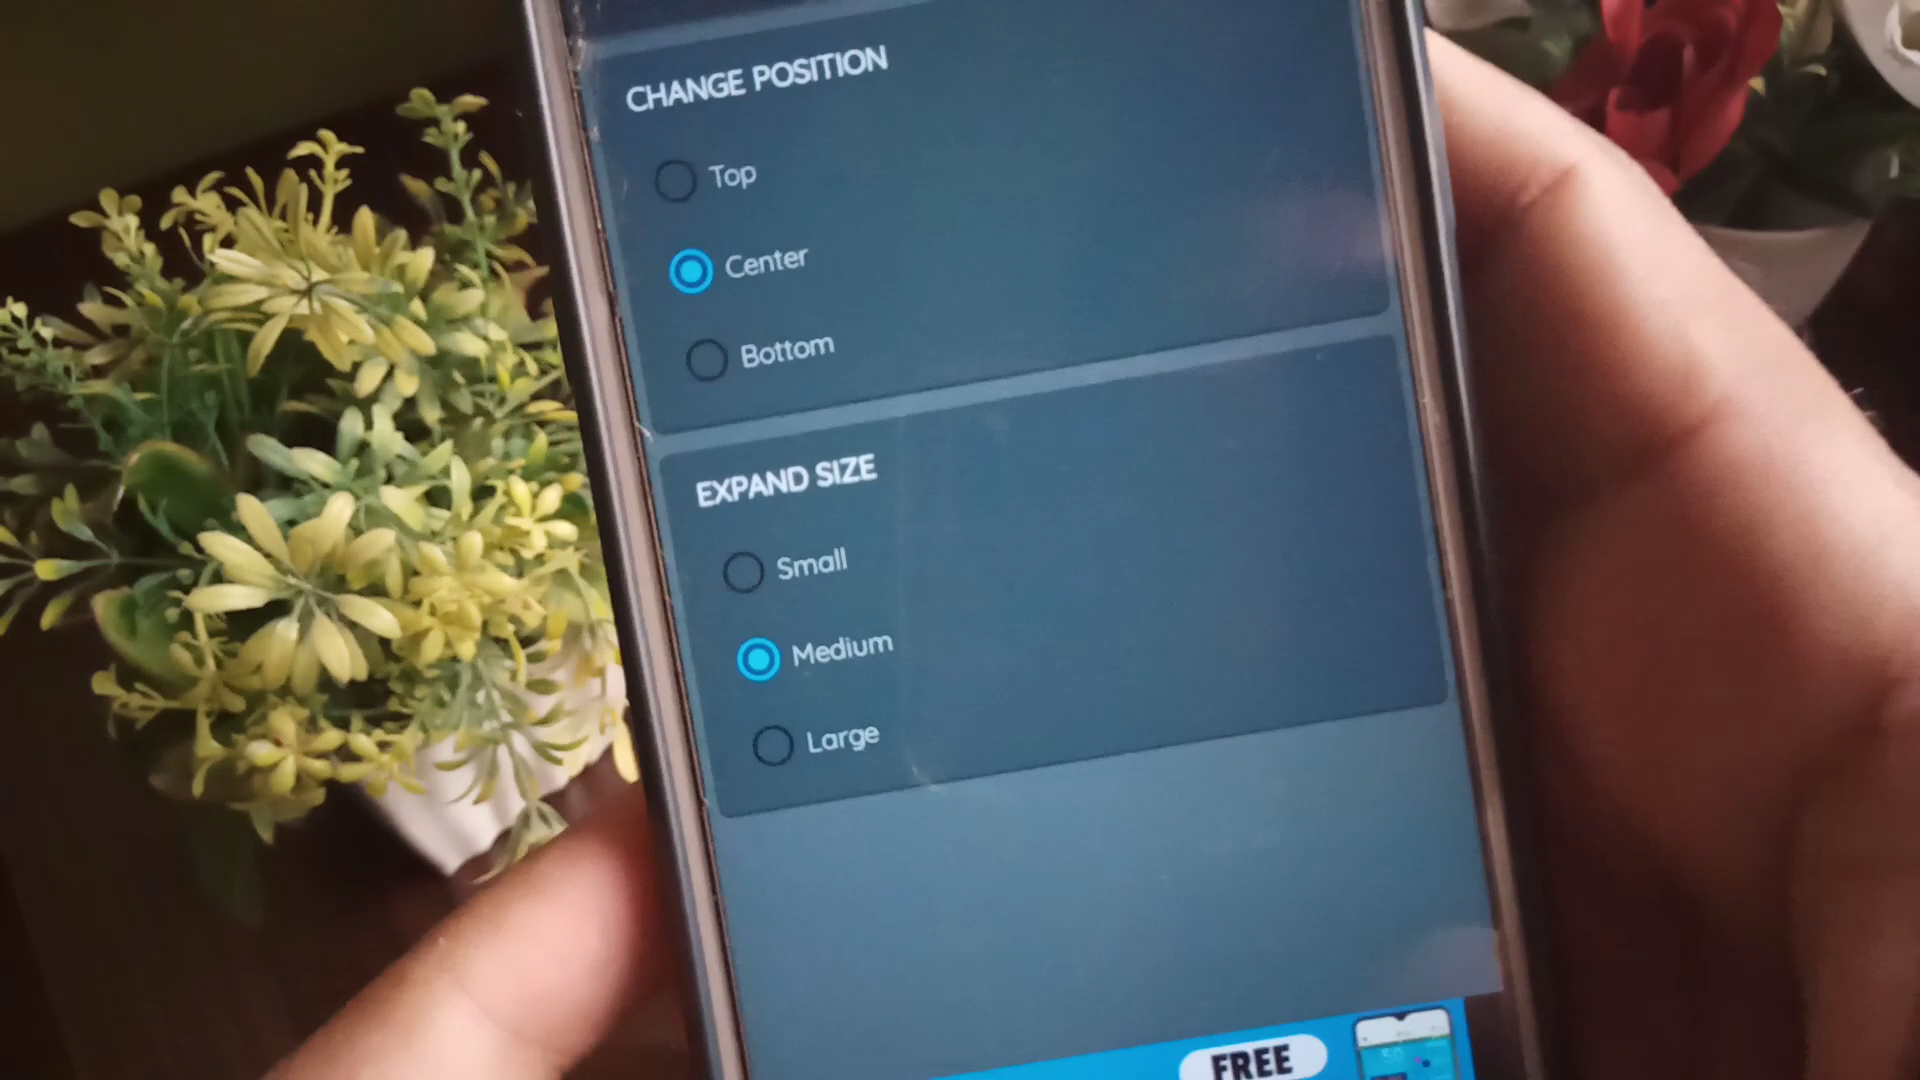 CHANGE POSITION
Top
Center
Bottom
EXPAND SIZE
Small
Medium
Large
FREE